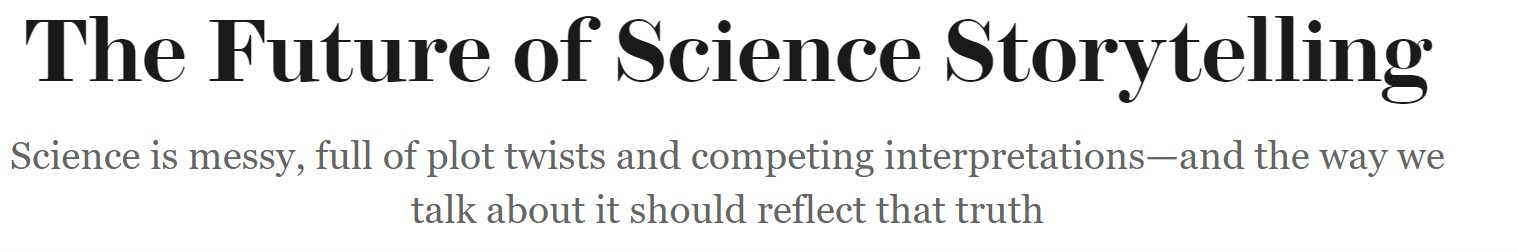 The Future of Science Storytelling
Science is messy, full of plot twists and competing interpretations—and the way we
talk about it should reflect that truth